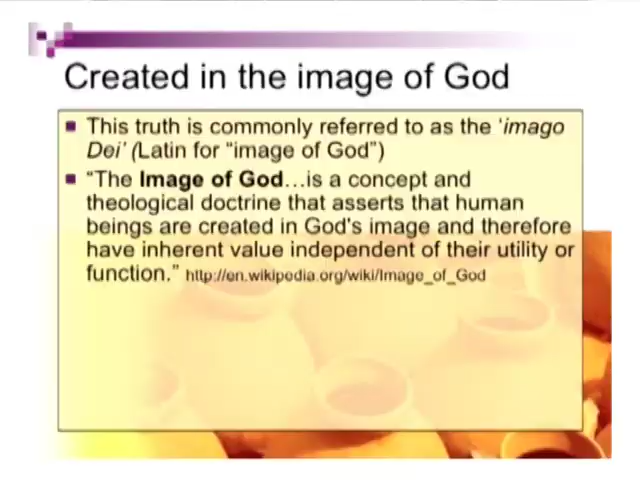 Created in the image of God
This truth is commonly referred to as the 'imago
Dei' (Latin for "image of God")
"The Image of God…is a concept and
theological doctrine that asserts that human
beings are created in God's image and therefore
have inherent value independent of their utility or
function." http://en.wikipedia.org/wiki/Image_of_God